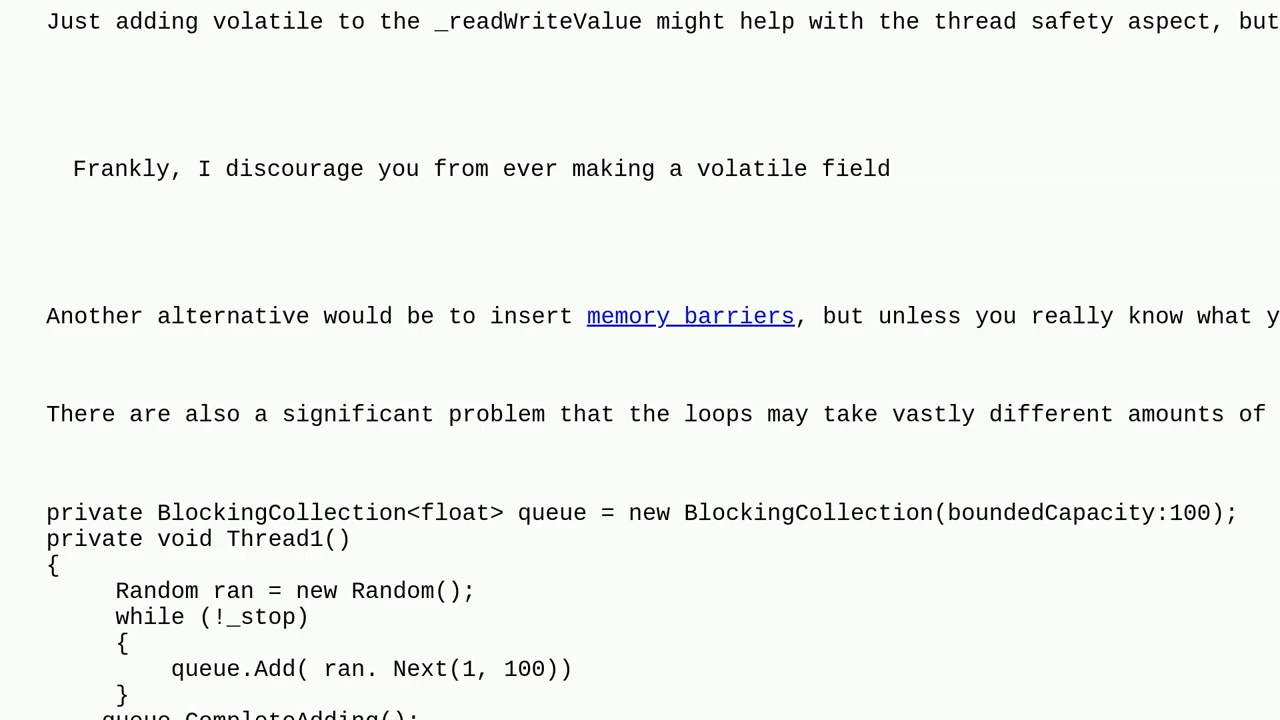 Just adding volatile to the _readWriteValue might help with the thread safety aspect, but
Frankly, I discourage you from ever making a volatile field
Another alternative would be to insert memory barriers, but unless you really know what y
There are also a significant problem that the loops may take vastly different amounts of
private BlockingCollection<float> queue = new BlockingCollection(boundedCapacity:100);
private void Thread1()
{
     Random ran = new Random();
     while (!_stop)
     {
         queue.Add( ran. Next(1, 100))
     }
    queue.CompleteAdding();